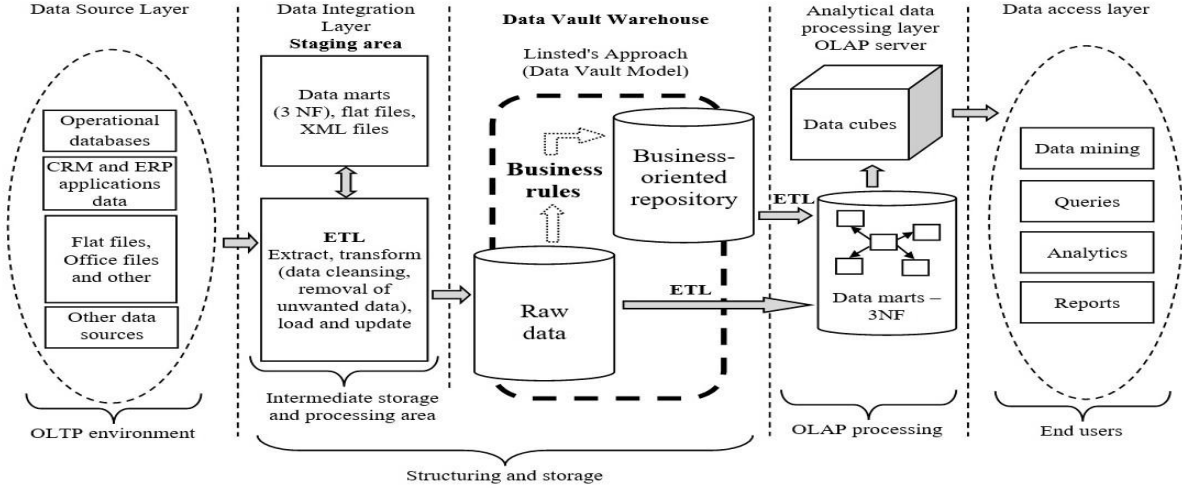 Data Source Layer
Operational
databases
CRM and ERP
applications
data
Flat files,
Office files
and other
Other data
sources
OLTP environment
Data Integration
Layer
Staging area
Data marts
(3 NF), flat files,
XML files
ETL
Extract, transform
(data cleansing,
removal of
unwanted data),
load and update
Intermediate storage
and processing area
Data Vault Warehouse
Linsted's Approach
(Data Vault Model)
Business
rules
Business-
oriented
repository
Raw
data
ETL
ETL
Structuring and storage
Analytical data
processing layer
OLAP server
Data cubes
Data marts –
3NF
OLAP processing
Data access layer
Data mining
Queries
Analytics
Reports
End users